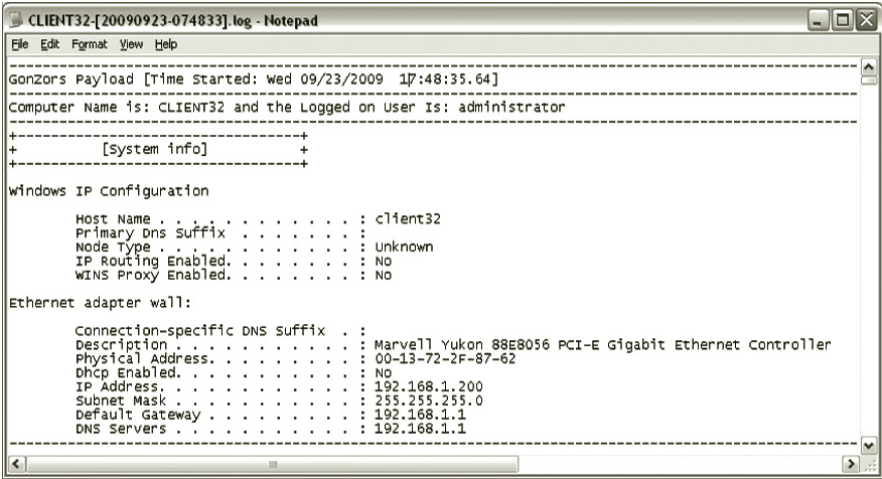 CLIENT32-[20090923-074833].log - Notepad
File Edit Format View Help
--------------------------------------------------------------------------------------------------------
GonZors Payload [Time Started: Wed 09/23/2009  17:48:35.64]
--------------------------------------------------------------------------------------------------------
Computer Name is: CLIENT32 and the Logged on User Is: administrator
--------------------------------------------------------------------------------------------------------
+----------------------------------+
+          [System info]           +
+----------------------------------+
Windows IP Configuration
Host Name . . . . . . . . . . . . : client32
Primary Dns Suffix  . . . . . . . :
Node Type . . . . . . . . . . . . : Unknown
IP Routing Enabled. . . . . . . . : No
WINS Proxy Enabled. . . . . . . . : No
Ethernet adapter wall:
Connection-specific DNS Suffix  . :
Description . . . . . . . . . . . : Marvell Yukon 88E8056 PCI-E Gigabit Ethernet Controller
Physical Address. . . . . . . . . : 00-13-72-2F-87-62
Dhcp Enabled. . . . . . . . . . . : No
IP Address. . . . . . . . . . . . : 192.168.1.200
Subnet Mask . . . . . . . . . . . : 255.255.255.0
Default Gateway . . . . . . . . . : 192.168.1.1
DNS Servers . . . . . . . . . . . : 192.168.1.1
--------------------------------------------------------------------------------------------------------